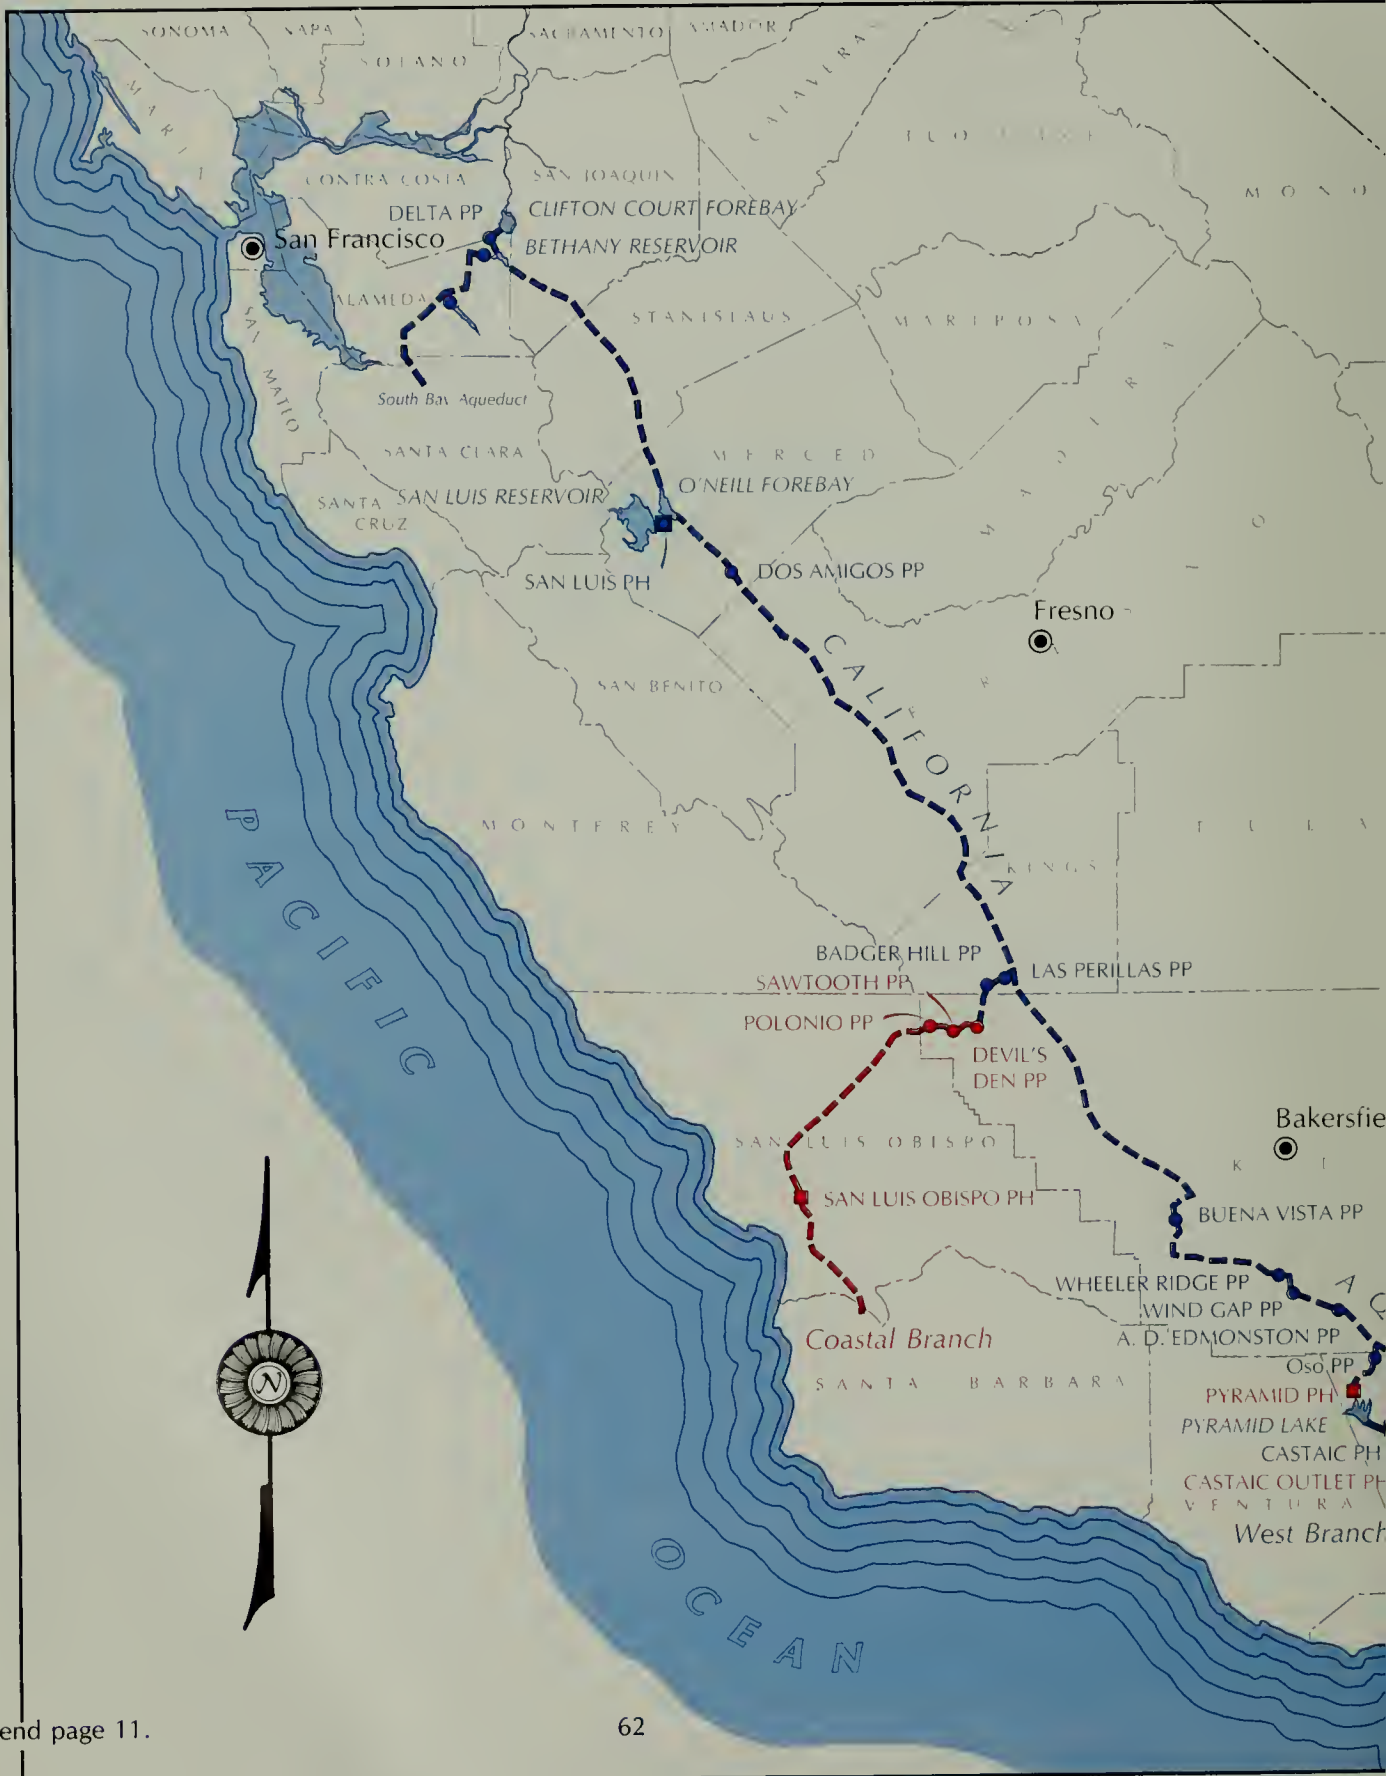 SONOMA
NAPA
SOLANO
SACRAMENTO
AMADOR
CALAVERAS
MARIN
TUOLUMNE
CONTRA COSTA
SAN JOAQUIN
MONO
DELTA PP
CLIFTON COURT FOREBAY
San Francisco
BETHANY RESERVOIR
ALAMEDA
STANISLAUS
MARIPOSA
SAN MATEO
MADERA
South Bay Aqueduct
SANTA CLARA
MERCED
SANTA CRUZ
SAN LUIS RESERVOIR
O'NEILL FOREBAY
SAN LUIS PH
DOS AMIGOS PP
Fresno
CALIFORNIA
SAN BENITO
MONTEREY
TULA
KINGS
PACIFIC
BADGER HILL PP
LAS PERILLAS PP
SAWTOOTH PP
POLONIO PP
DEVIL'S
DEN PP
Bakersfie
SAN LUIS OBISPO
K
SAN LUIS OBISPO PH
BUENA VISTA PP
WHEELER RIDGE PP
AQ
WIND GAP PP
A. D. EDMONSTON PP
Coastal Branch
Oso PP
SANTA BARBARA
PYRAMID PH
PYRAMID LAKE
CASTAIC PH
CASTAIC OUTLET PH
VENTURA
West Branch
N
OCEAN
end page 11.
62